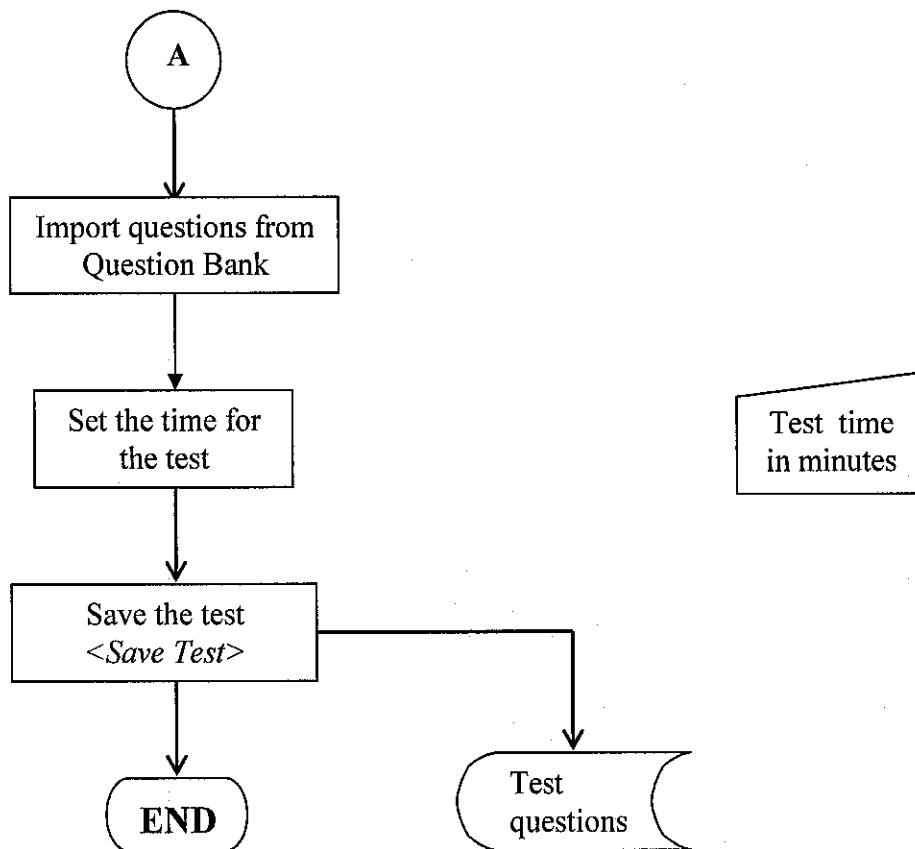 A
Import questions from
Question Bank
Set the time for
the test
Test time
in minutes
Save the test
<Save Test>
END
Test
questions